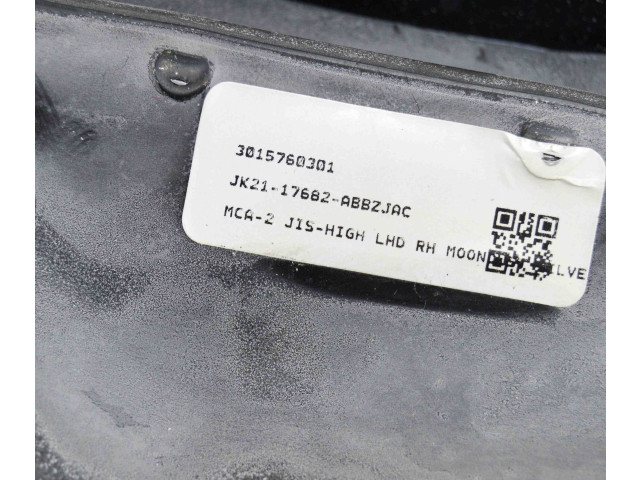 3015760301
JK21-17682-ABBZJAC
MCA-2 JIS-HIGH LHD RH MOON